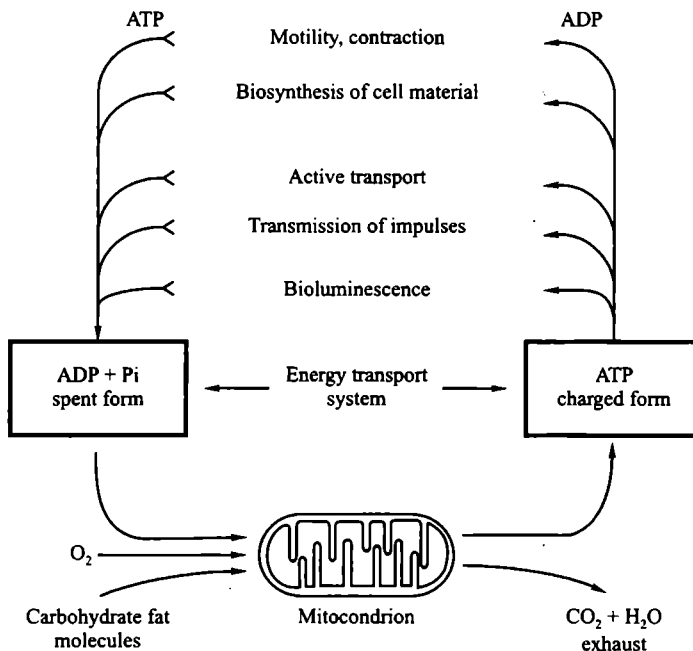 ATP
ADP
Motility, contraction
Biosynthesis of cell material
Active transport
Transmission of impulses
Bioluminescence
ADP + Pi
spent form
Energy transport
system
ATP
charged form
O₂
Carbohydrate fat
molecules
Mitocondrion
CO₂ + H₂O
exhaust